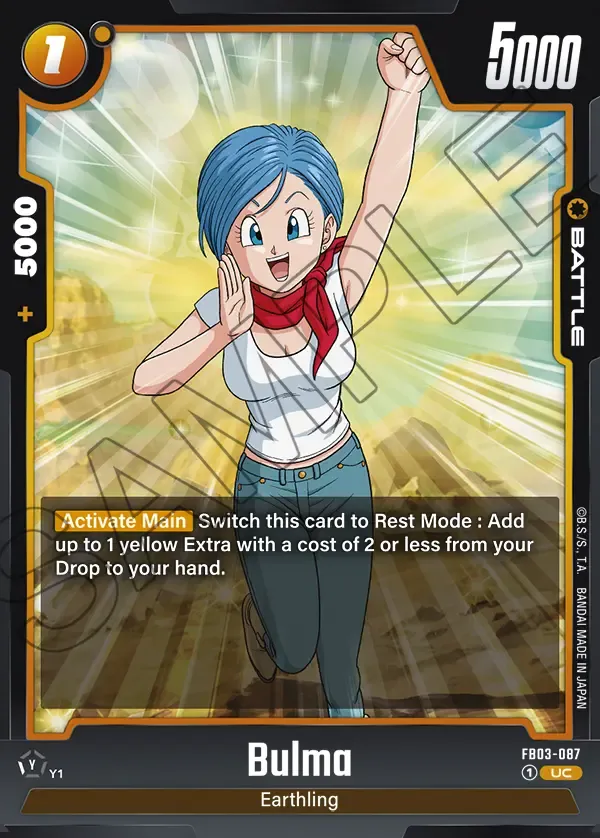 1
5000
+ 5000
BATTLE
SAMPLE
Activate Main Switch this card to Rest Mode : Add
up to 1 yellow Extra with a cost of 2 or less from your
Drop to your hand.
©B.S./S., T.A. BANDAI MADE IN JAPAN
Y
Y1
Bulma
FB03-087
1 UC
Earthling